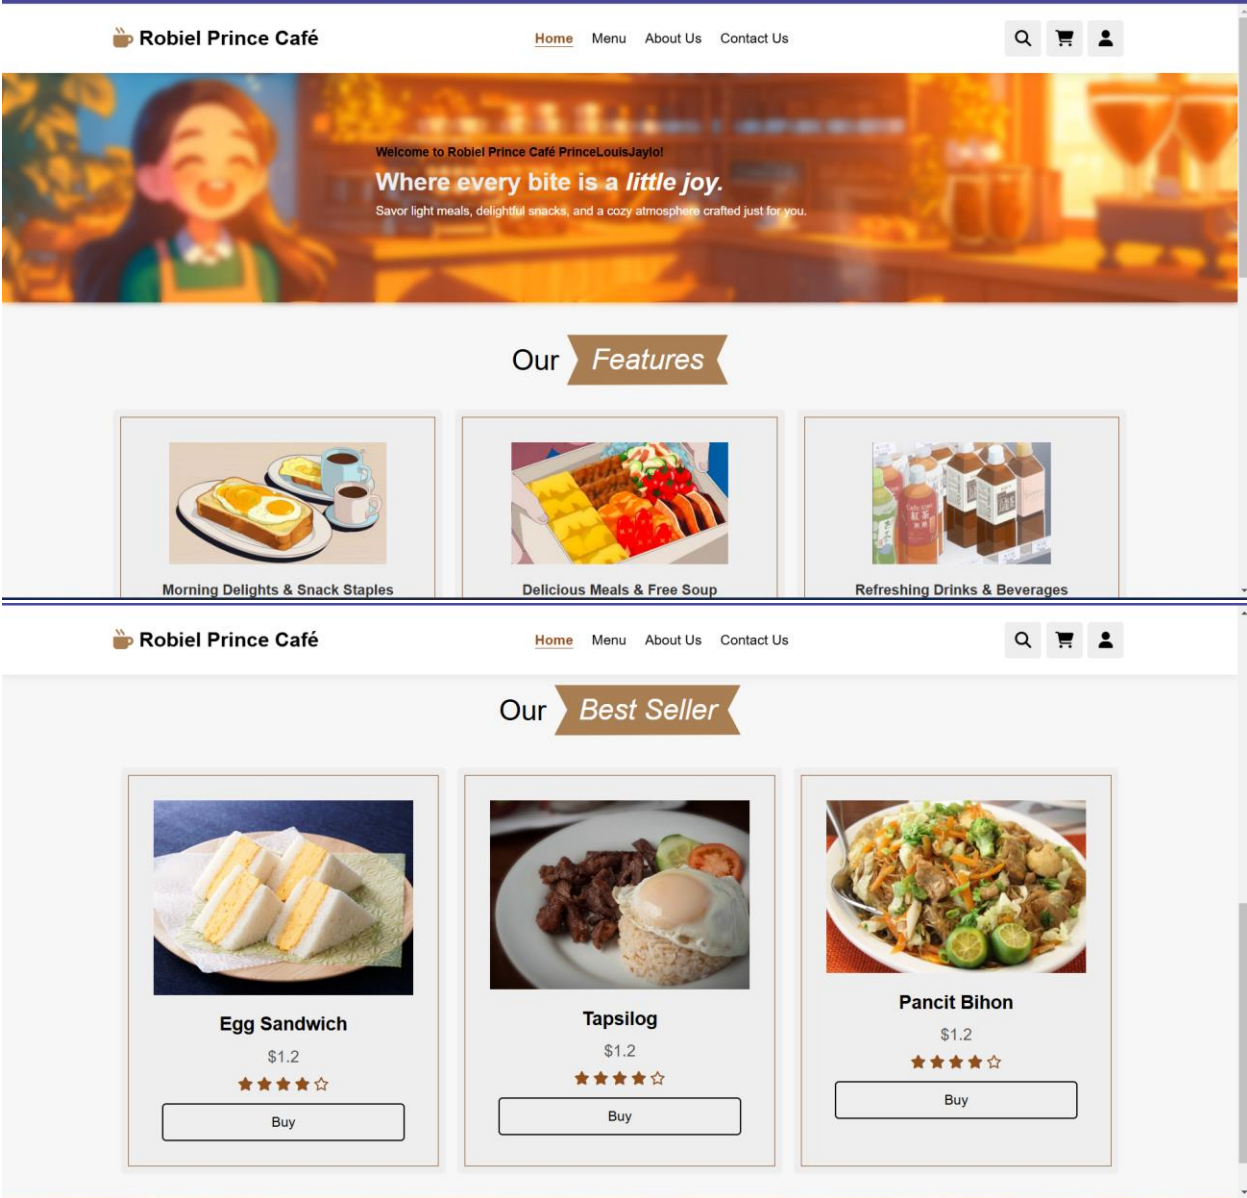 Robiel Prince Café
Home Menu About Us Contact Us
Welcome to Robiel Prince Café PrinceLouisJaylo!
Where every bite is a little joy.
Savor light meals, delightful snacks, and a cozy atmosphere crafted just for you.
Our Features
紅茶
Morning Delights & Snack Staples
Delicious Meals & Free Soup
Refreshing Drinks & Beverages
Robiel Prince Café
Home Menu About Us Contact Us
Our Best Seller
Egg Sandwich
$1.2
Buy
Tapsilog
$1.2
Buy
Pancit Bihon
$1.2
Buy